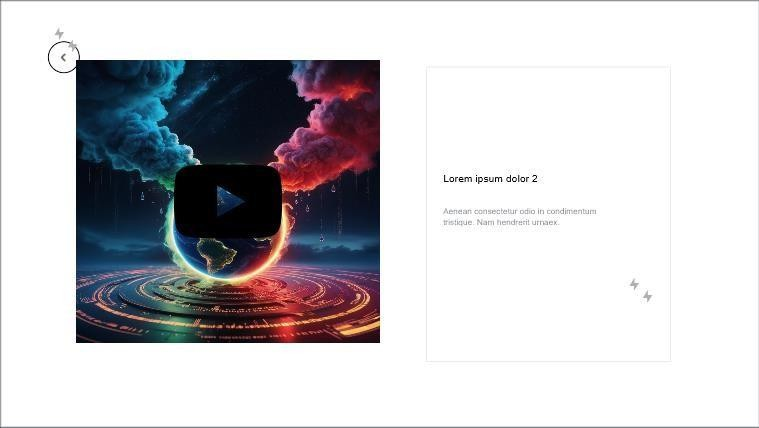 Lorem ipsum dolor 2
Aenean consectetur odio in condimentum
tristique. Nam hendrerit urnaex.